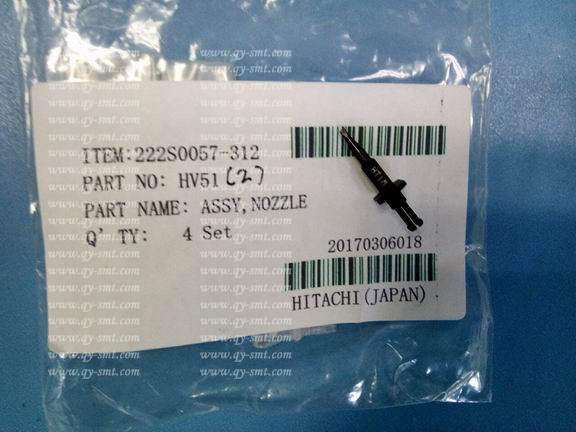 www.qy-smt.com
ITEM:222S0057-312
PART NO: HV51 (2)
PART NAME: ASSY,NOZZLE
Q' TY: 4 Set
20170306018
HITACHI(JAPAN)